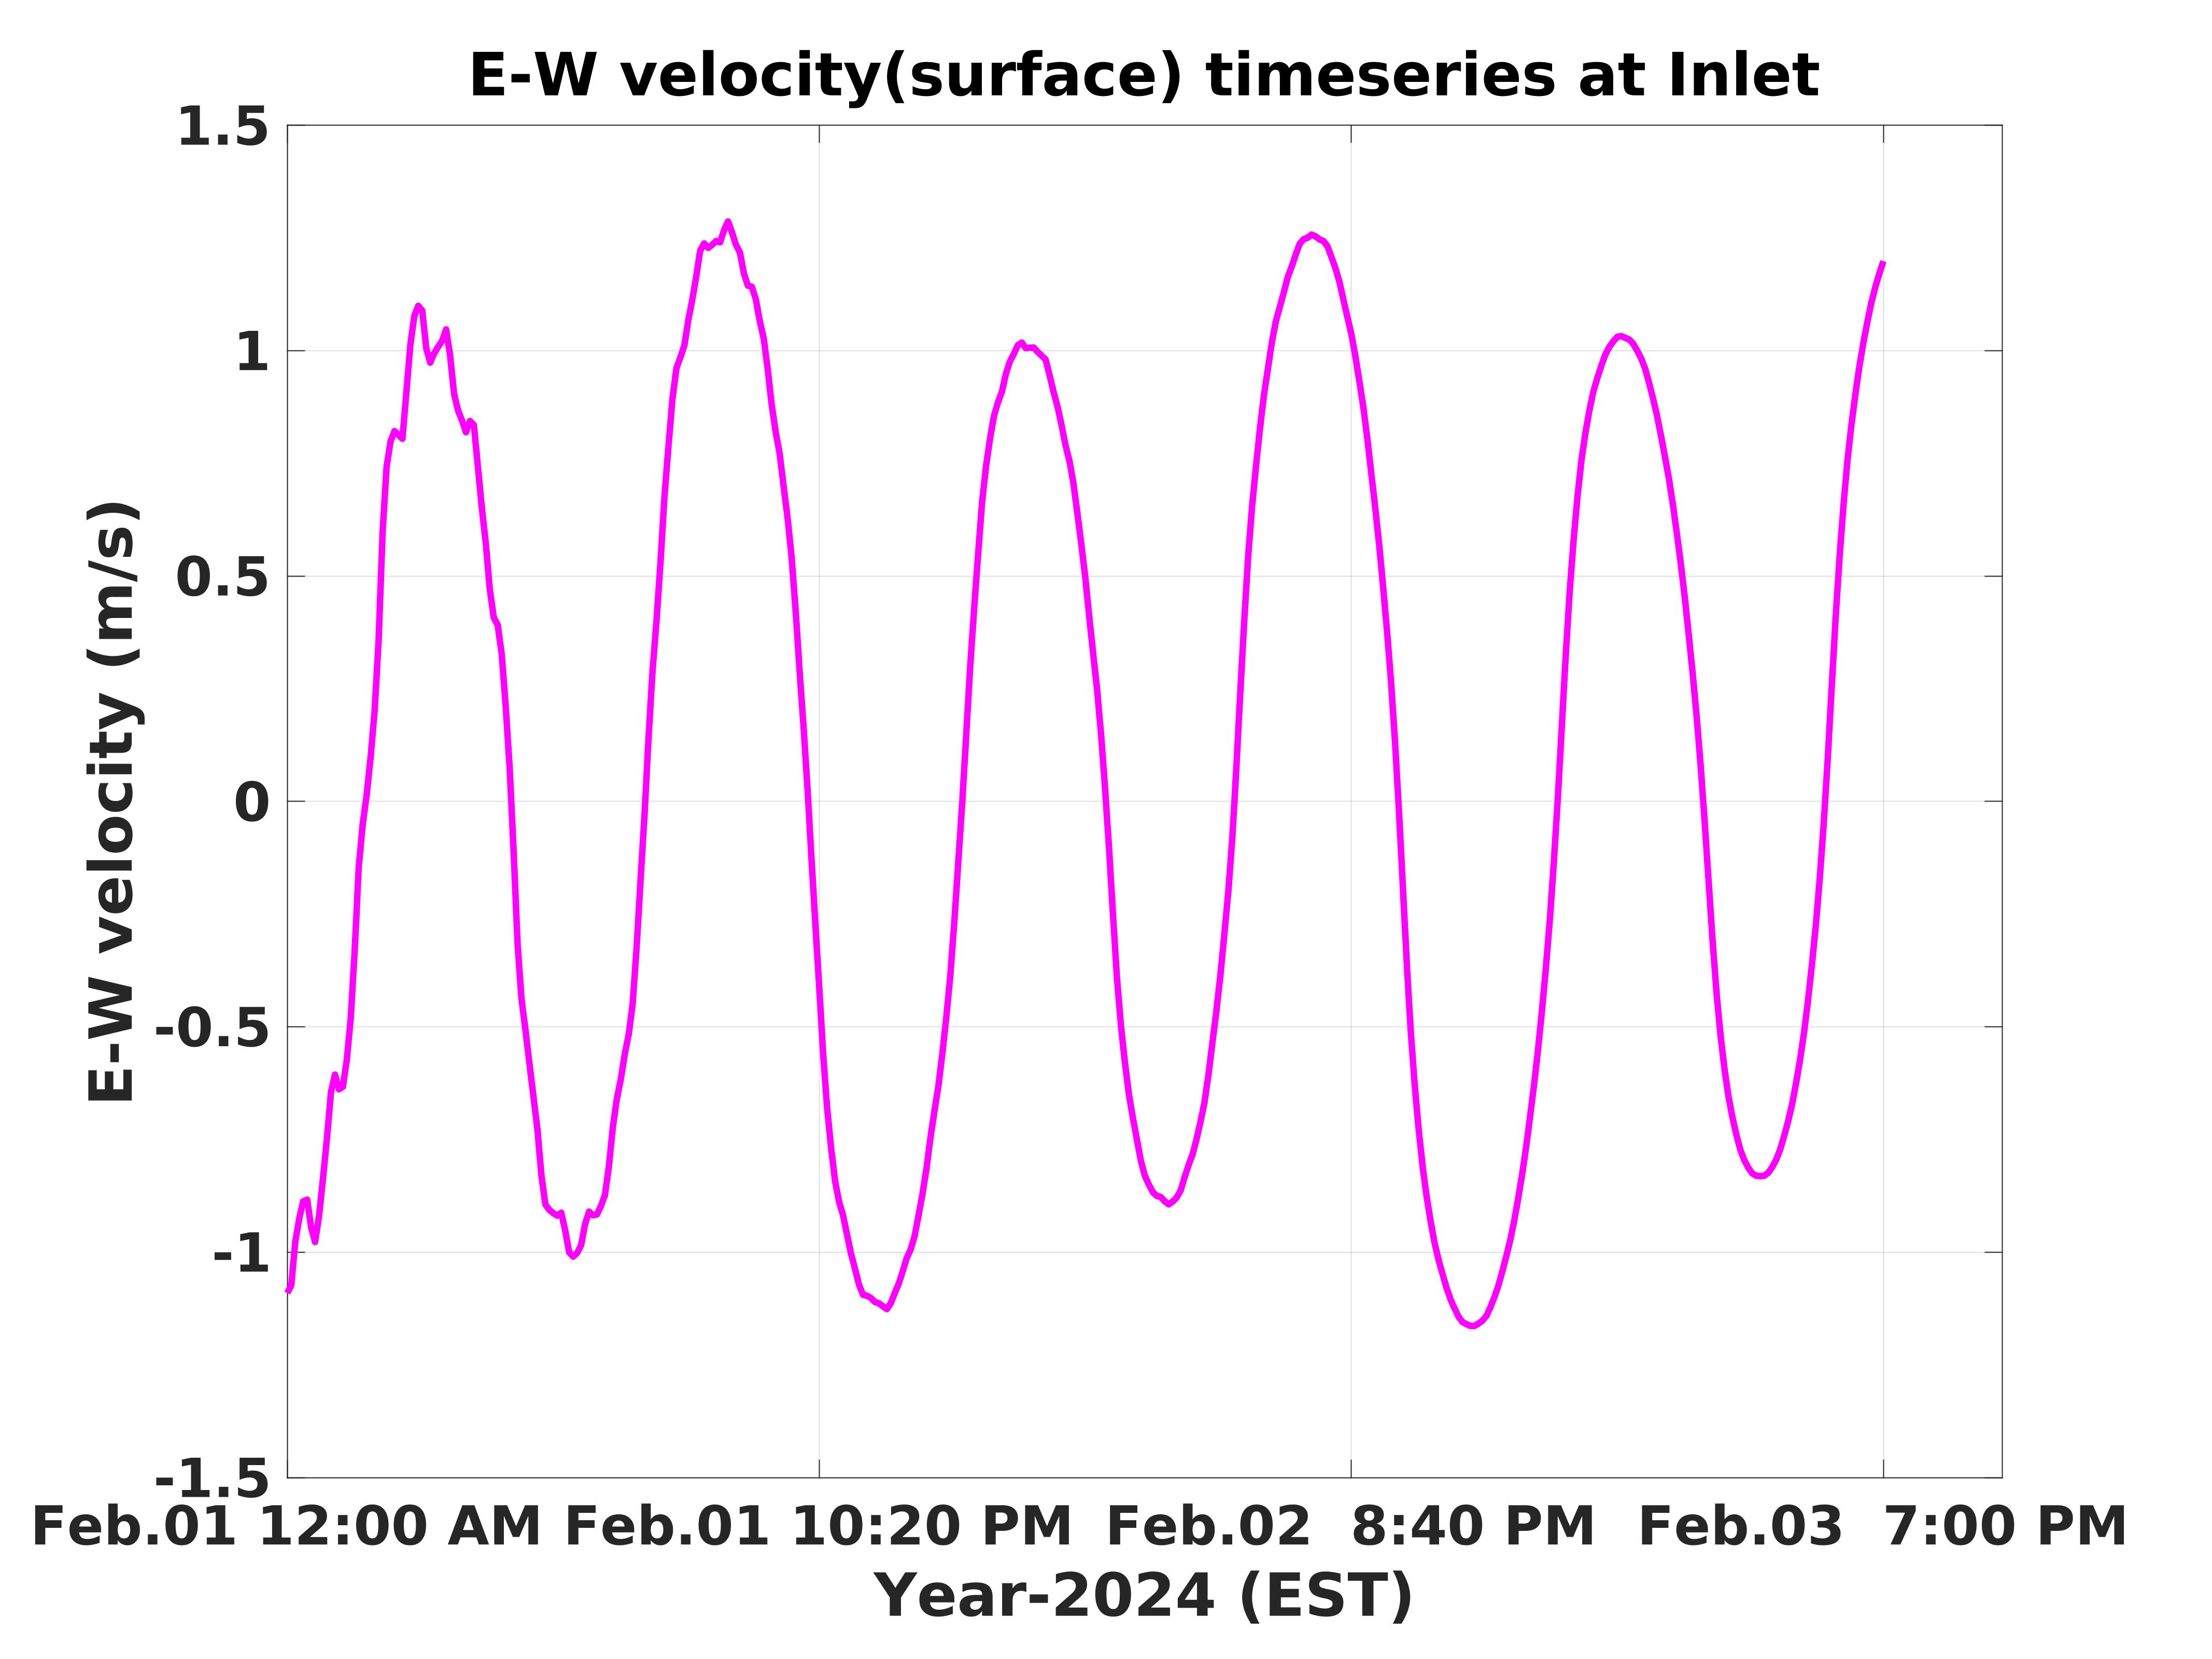 E-W velocity(surface) timeseries at Inlet
1.5
1
0.5
0
-0.5
-1
-1.5
E-W velocity (m/s)
Feb.01 12:00 AM Feb.01 10:20 PM Feb.02 8:40 PM Feb.03 7:00 PM
Year-2024 (EST)